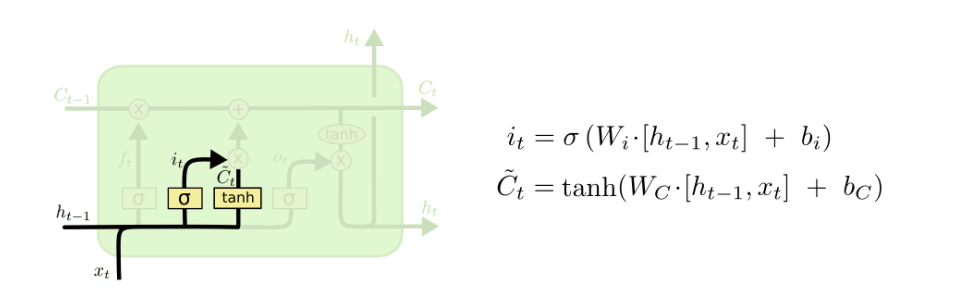 h_t
C_{t-1}
C_t
x
+
tanh
f_t
i_t
o_t
x
x
C̃_t
σ
σ
tanh
σ
h_{t-1}
h_t
x_t
i_t = σ (W_i·[h_{t-1}, x_t] + b_i)
C̃_t = tanh(W_C·[h_{t-1}, x_t] + b_C)